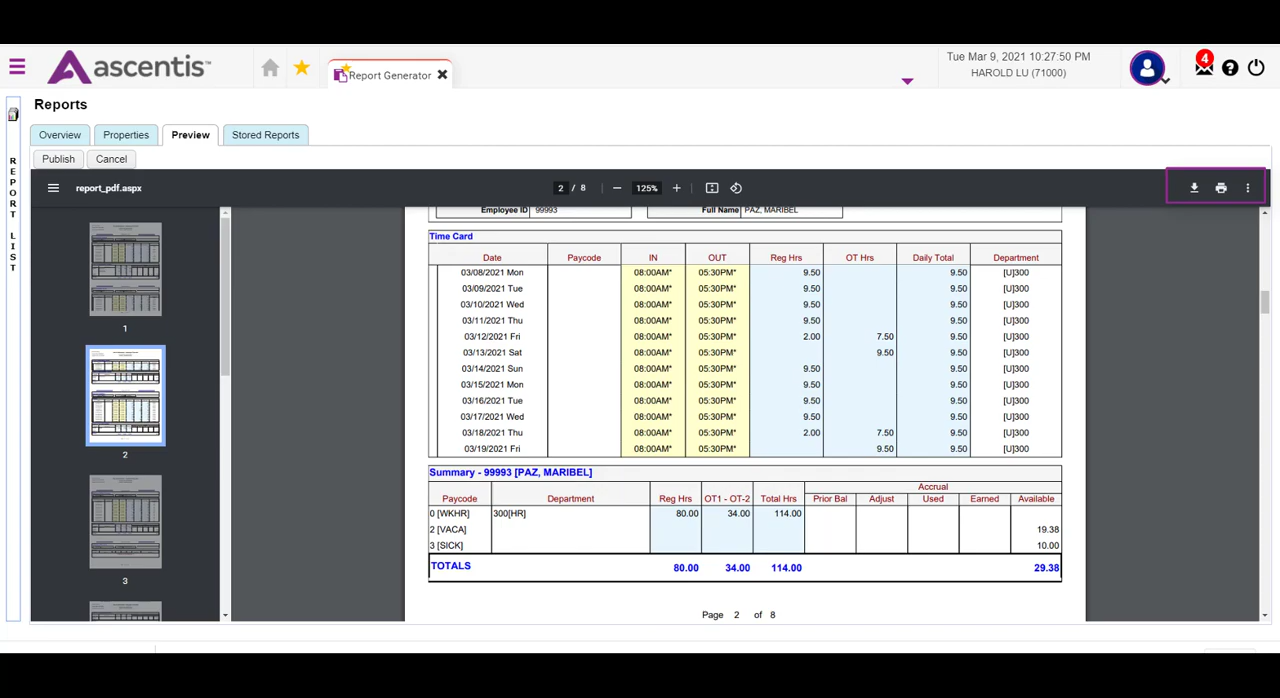 ascentis™
Report Generator
Tue Mar 9, 2021 10:27:50 PM
HAROLD LU (71000)
4
Reports
Overview Properties Preview Stored Reports
Publish Cancel
REPORT LIST
report_pdf.aspx 2 / 8 125%
1
2
3
Employee ID 99993 Full Name PAZ, MARIBEL
Time Card
Date Paycode IN OUT Reg Hrs OT Hrs Daily Total Department
03/08/2021 Mon 08:00AM* 05:30PM* 9.50 9.50 [U]300
03/09/2021 Tue 08:00AM* 05:30PM* 9.50 9.50 [U]300
03/10/2021 Wed 08:00AM* 05:30PM* 9.50 9.50 [U]300
03/11/2021 Thu 08:00AM* 05:30PM* 9.50 9.50 [U]300
03/12/2021 Fri 08:00AM* 05:30PM* 2.00 7.50 9.50 [U]300
03/13/2021 Sat 08:00AM* 05:30PM* 9.50 9.50 [U]300
03/14/2021 Sun 08:00AM* 05:30PM* 9.50 9.50 [U]300
03/15/2021 Mon 08:00AM* 05:30PM* 9.50 9.50 [U]300
03/16/2021 Tue 08:00AM* 05:30PM* 9.50 9.50 [U]300
03/17/2021 Wed 08:00AM* 05:30PM* 9.50 9.50 [U]300
03/18/2021 Thu 08:00AM* 05:30PM* 2.00 7.50 9.50 [U]300
03/19/2021 Fri 08:00AM* 05:30PM* 9.50 9.50 [U]300
Summary - 99993 [PAZ, MARIBEL]
Accrual
Paycode Department Reg Hrs OT1 - OT-2 Total Hrs Prior Bal Adjust Used Earned Available
0 [WKHR] 300[HR] 80.00 34.00 114.00
2 [VACA] 19.38
3 [SICK] 10.00
TOTALS 80.00 34.00 114.00 29.38
Page 2 of 8